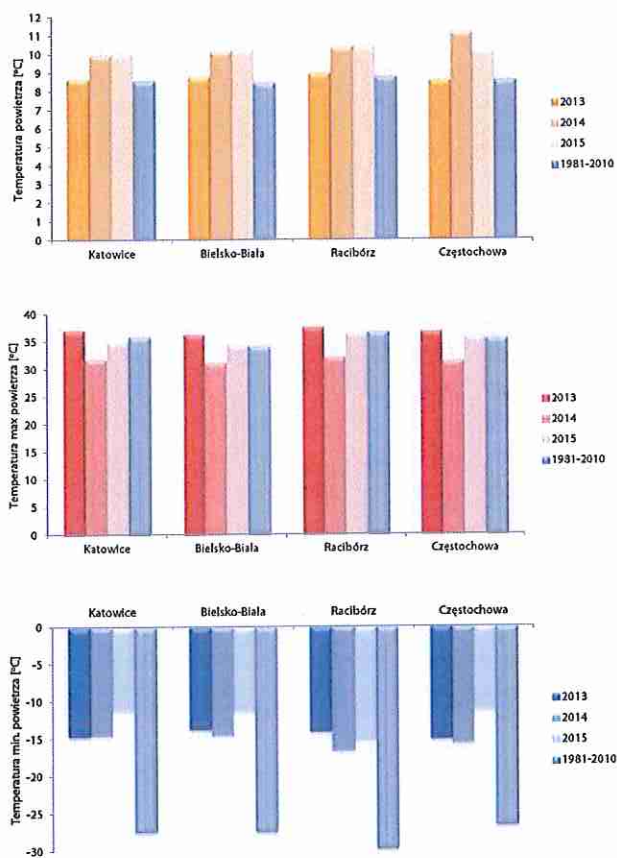 Temperatura powietrza [°C]
12
11
10
9
8
7
6
5
4
3
2
1
0
Katowice
Bielsko-Biała
Racibórz
Częstochowa
2013
2014
2015
1981-2010
Temperatura max powietrza [°C]
40
35
30
25
20
15
10
5
0
Katowice
Bielsko-Biała
Racibórz
Częstochowa
2013
2014
2015
1981-2010
Temperatura min. powietrza [°C]
Katowice
Bielsko-Biała
Racibórz
Częstochowa
0
-5
-10
-15
-20
-25
-30
2013
2014
2015
1981-2010